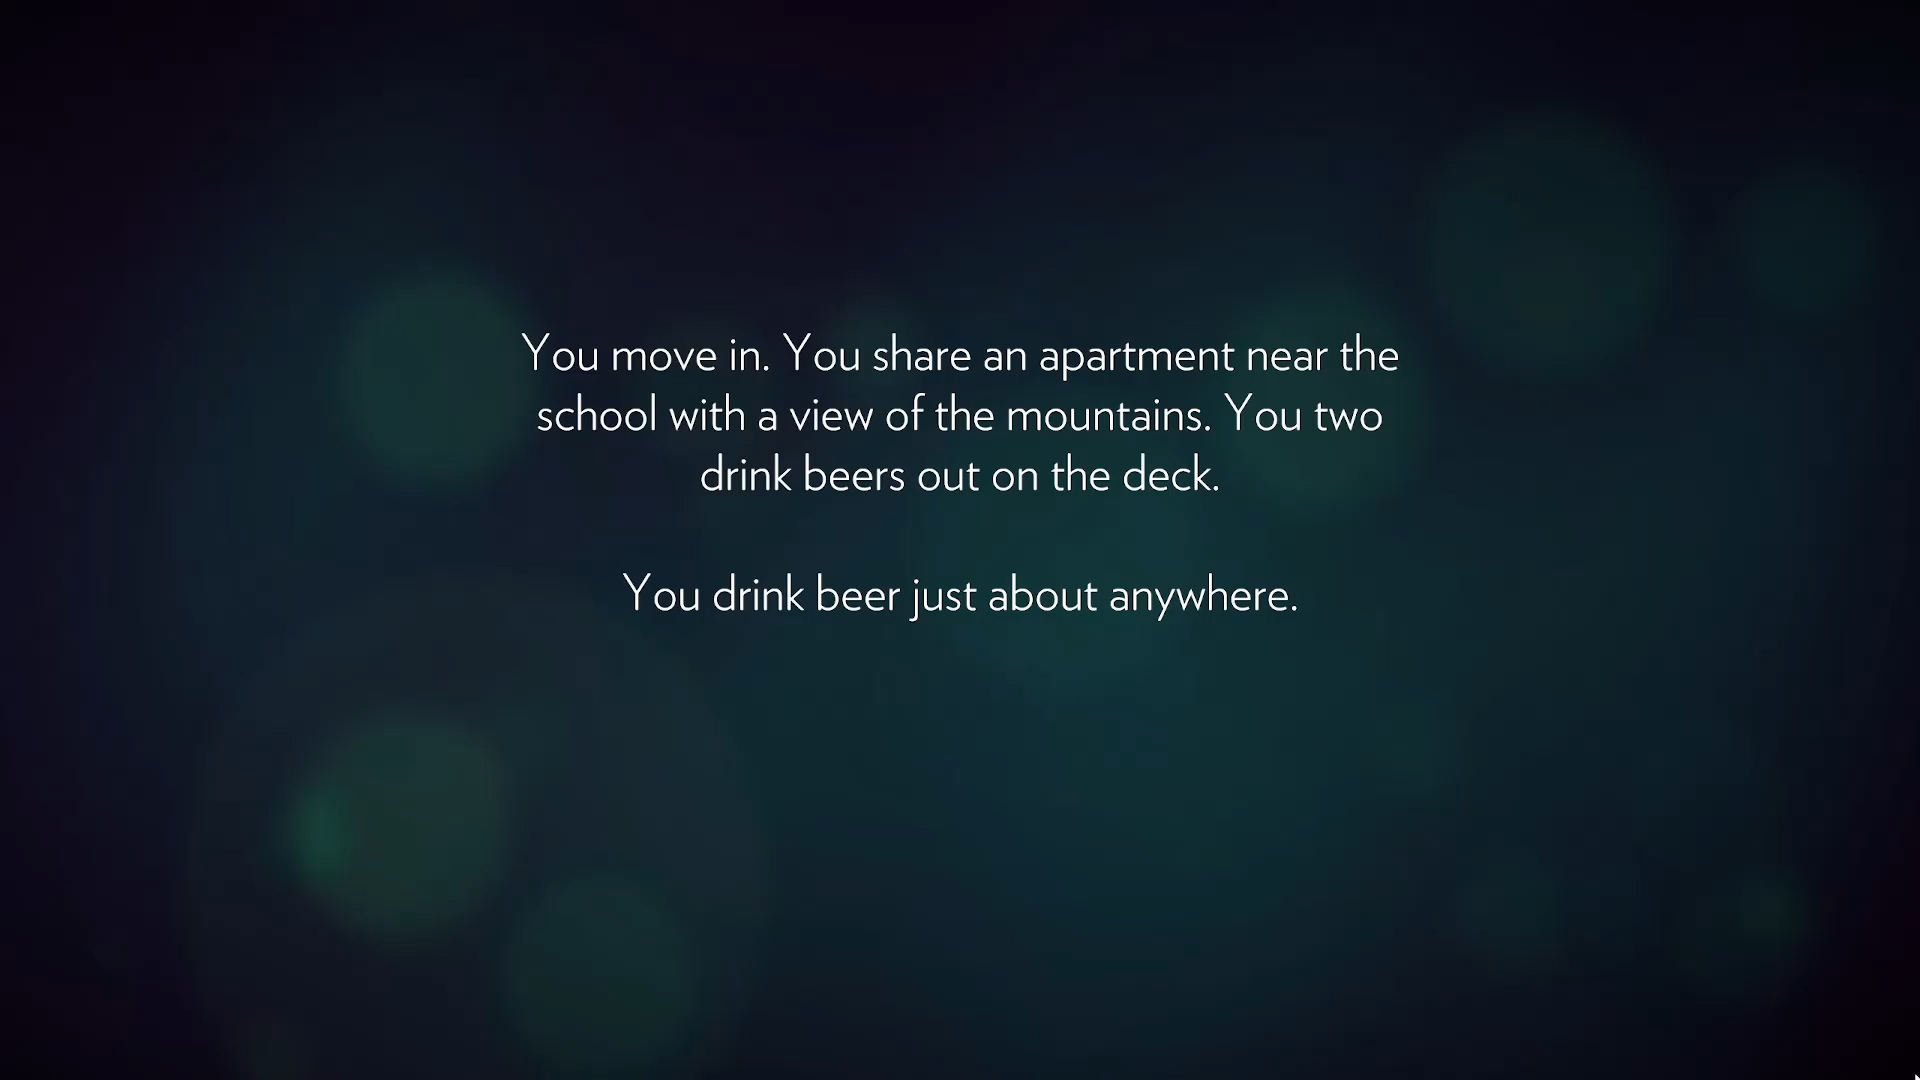 You move in. You share an apartment near the
school with a view of the mountains. You two
drink beers out on the deck.
You drink beer just about anywhere.